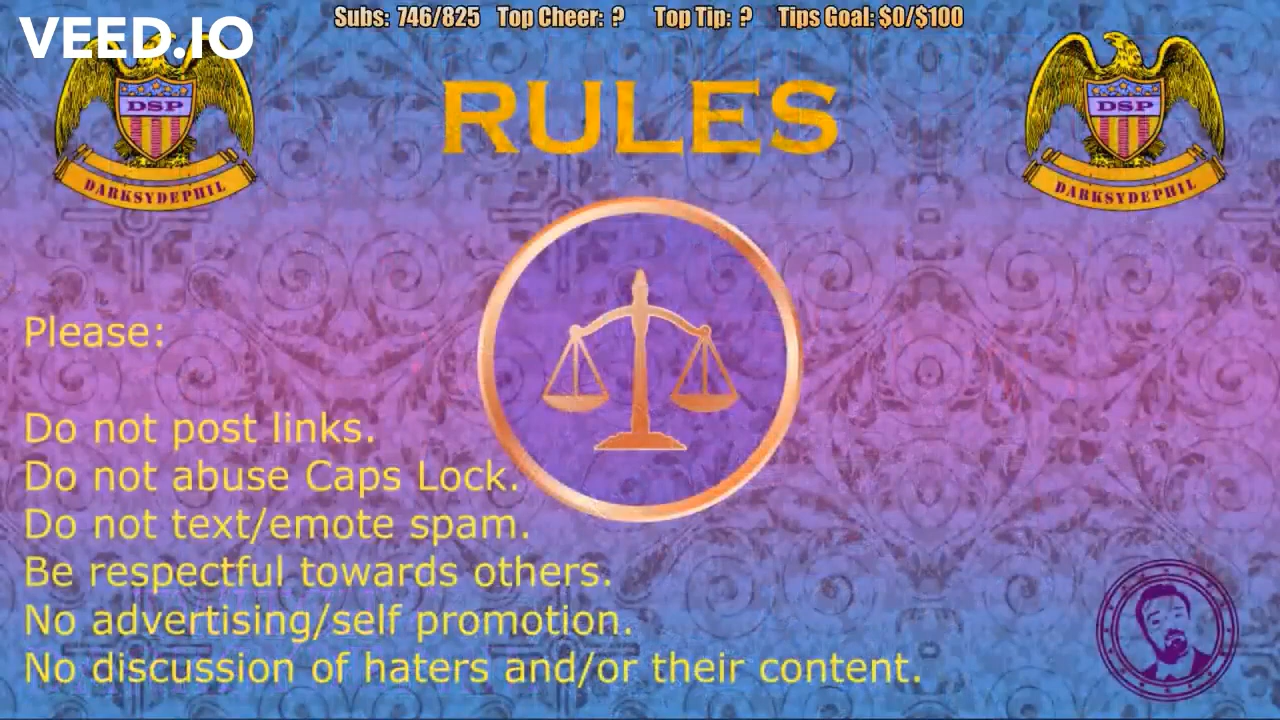 VEED.IO
Subs: 746/825 Top Cheer: ? Top Tip: ? Tips Goal: $0/$100
DSP
DARKSYDEPHIL
RULES
DSP
DARKSYDEPHIL
Please:
Do not post links.
Do not abuse Caps Lock.
Do not text/emote spam.
Be respectful towards others.
No advertising/self promotion.
No discussion of haters and/or their content.